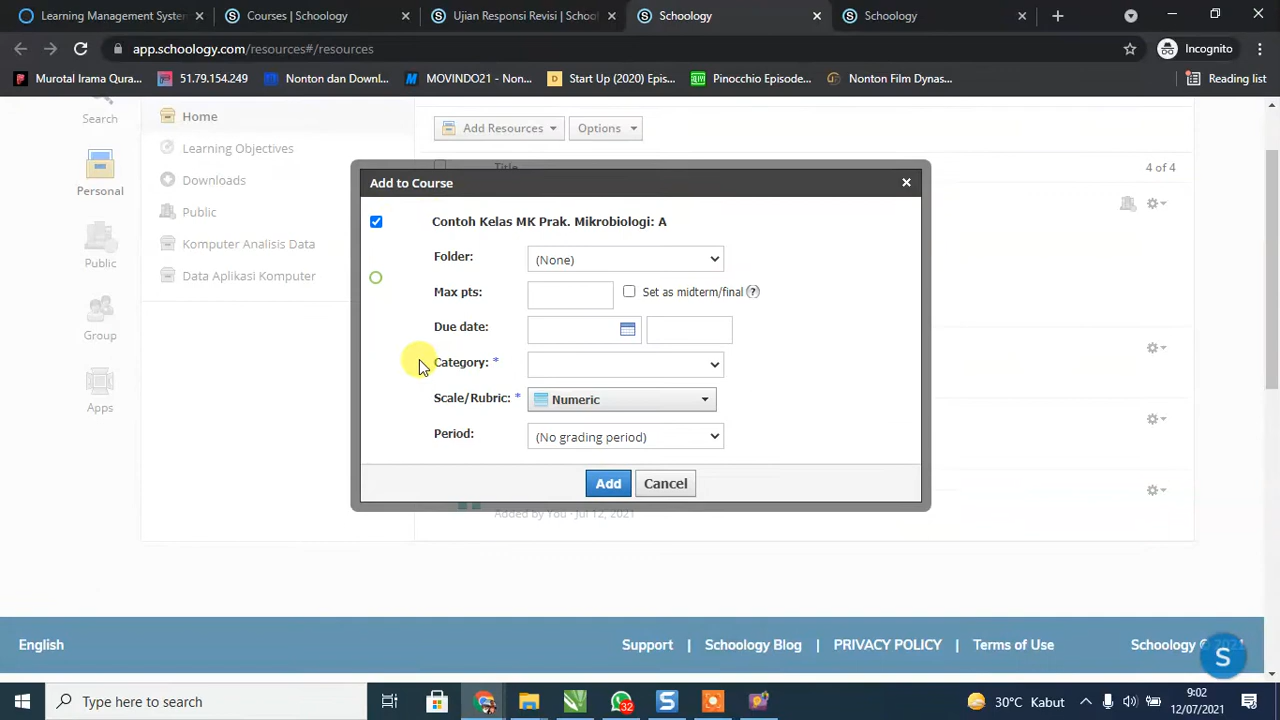 Learning Management System
Courses | Schoology
Ujian Responsi Revisi | School
Schoology
Schoology
app.schoology.com/resources#/resources
Incognito
Murotal Irama Qura...
51.79.154.249
Nonton dan Downl...
MOVINDO21 - Non...
Start Up (2020) Epis...
Pinocchio Episode...
Nonton Film Dynas...
Reading list
Search
Personal
Public
Group
Apps
Home
Learning Objectives
Downloads
Public
Komputer Analisis Data
Data Aplikasi Komputer
Add Resources
Options
Title
4 of 4
Add to Course
Contoh Kelas MK Prak. Mikrobiologi: A
Folder:
(None)
Max pts:
Set as midterm/final
?
Due date:
Category: *
Scale/Rubric: *
Numeric
Period:
(No grading period)
Add
Cancel
Added by You - Jul 12, 2021
English
Support | Schoology Blog | PRIVACY POLICY | Terms of Use
Schoology © 2021
S
Type here to search
32
30°C Kabut
9:02
12/07/2021